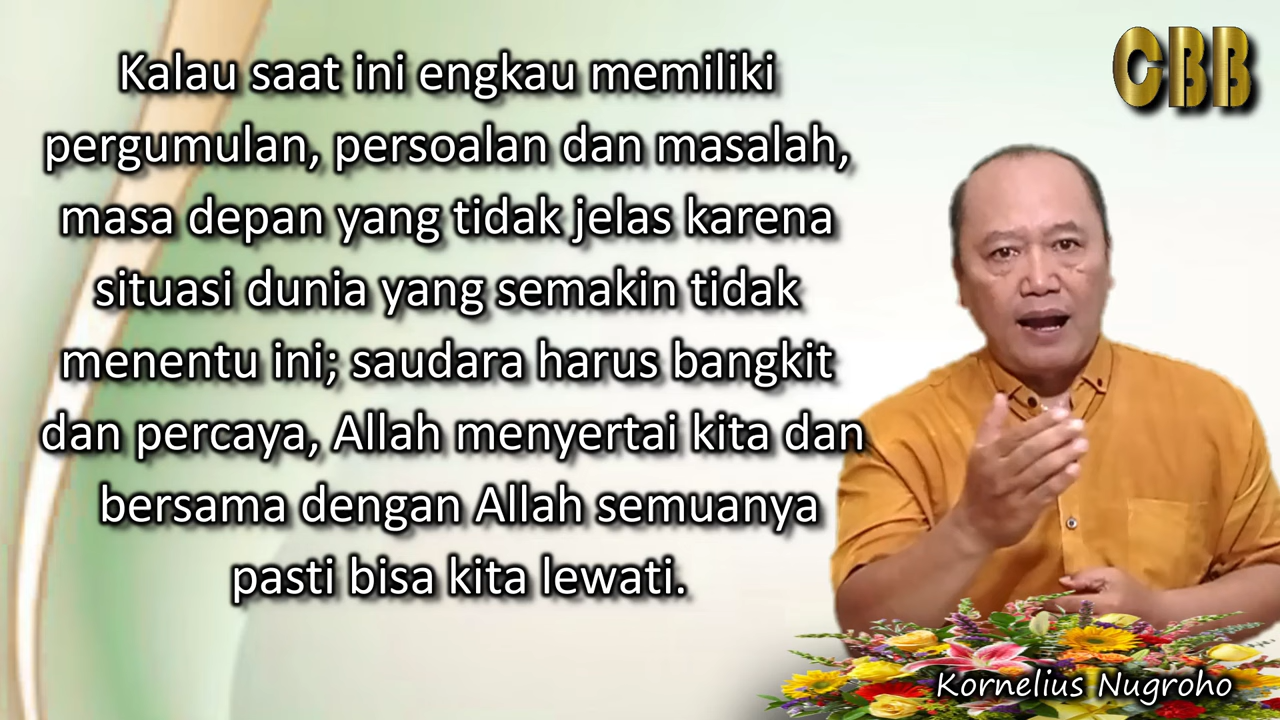 CBB
Kalau saat ini engkau memiliki
pergumulan, persoalan dan masalah,
masa depan yang tidak jelas karena
situasi dunia yang semakin tidak
menentu ini; saudara harus bangkit
dan percaya, Allah menyertai kita dan
bersama dengan Allah semuanya
pasti bisa kita lewati.
Kornelius Nugroho